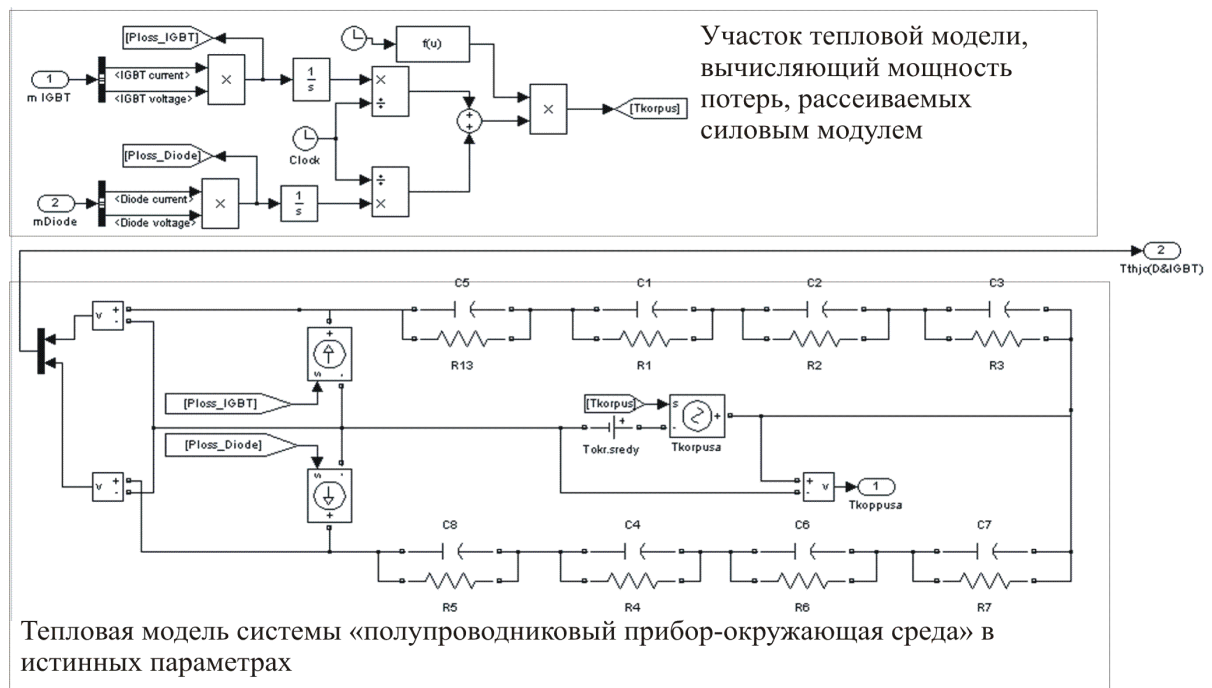 [Ploss_IGBT]
f(u)
Участок тепловой модели,
вычисляющий мощность
потерь, рассеиваемых
силовым модулем
1
m IGBT
<IGBT current>
<IGBT voltage>
×
1
s
×
÷
+
+
×
[Tkorpus]
Clock
[Ploss_Diode]
2
mDiode
<Diode current>
<Diode voltage>
×
1
s
÷
×
2
Tthjc(D&IGBT)
C5
C1
C2
C3
v
+
-
+
s
-
R13
R1
R2
R3
[Ploss_IGBT]
[Tkorpus]
s
+
-
+
Tokr.sredy
Tkorpusa
[Ploss_Diode]
v
+
-
s
-
+
+
-
v
1
Tkoppusa
C8
C4
C6
C7
R5
R4
R6
R7
Тепловая модель системы «полупроводниковый прибор-окружающая среда» в
истинных параметрах